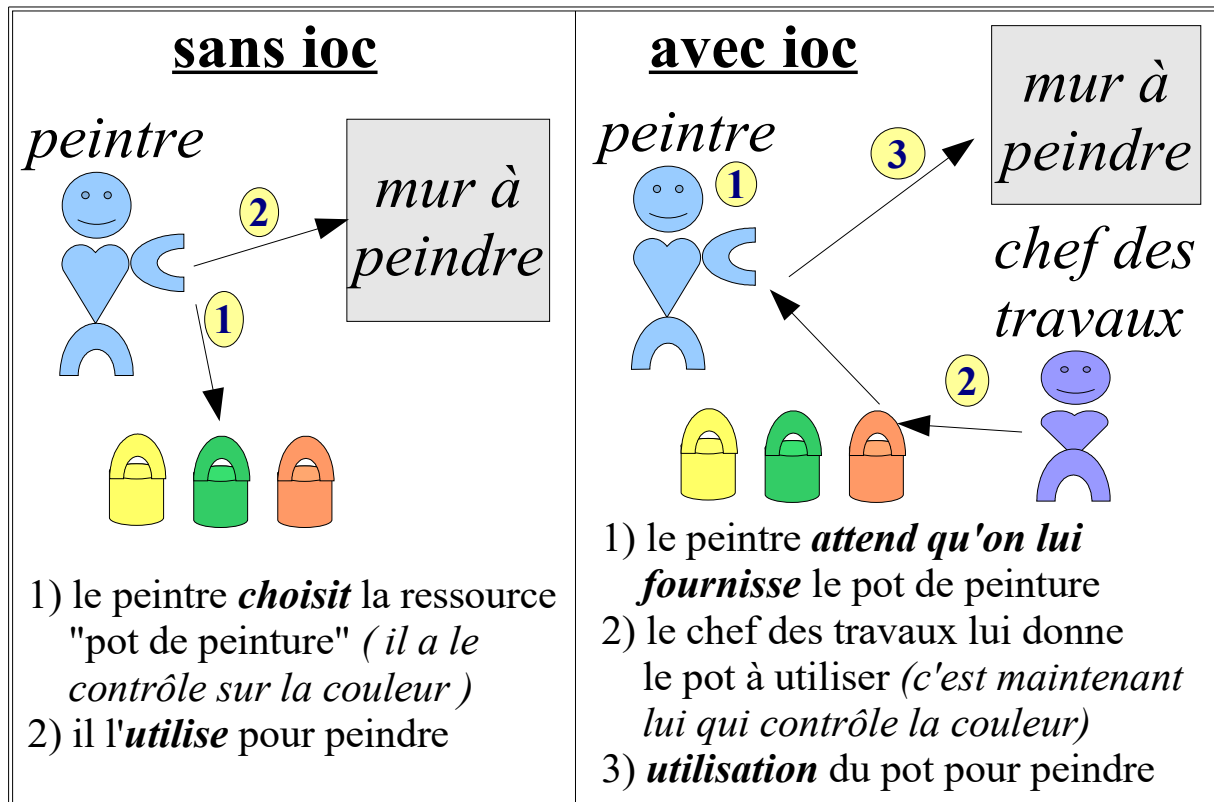 sans ioc
peintre
mur à
peindre
2
1
1) le peintre choisit la ressource
"pot de peinture" ( il a le
contrôle sur la couleur )
2) il l'utilise pour peindre
avec ioc
peintre
1
3
mur à
peindre
chef des
travaux
2
1) le peintre attend qu'on lui
fournisse le pot de peinture
2) le chef des travaux lui donne
le pot à utiliser (c'est maintenant
lui qui contrôle la couleur)
3) utilisation du pot pour peindre